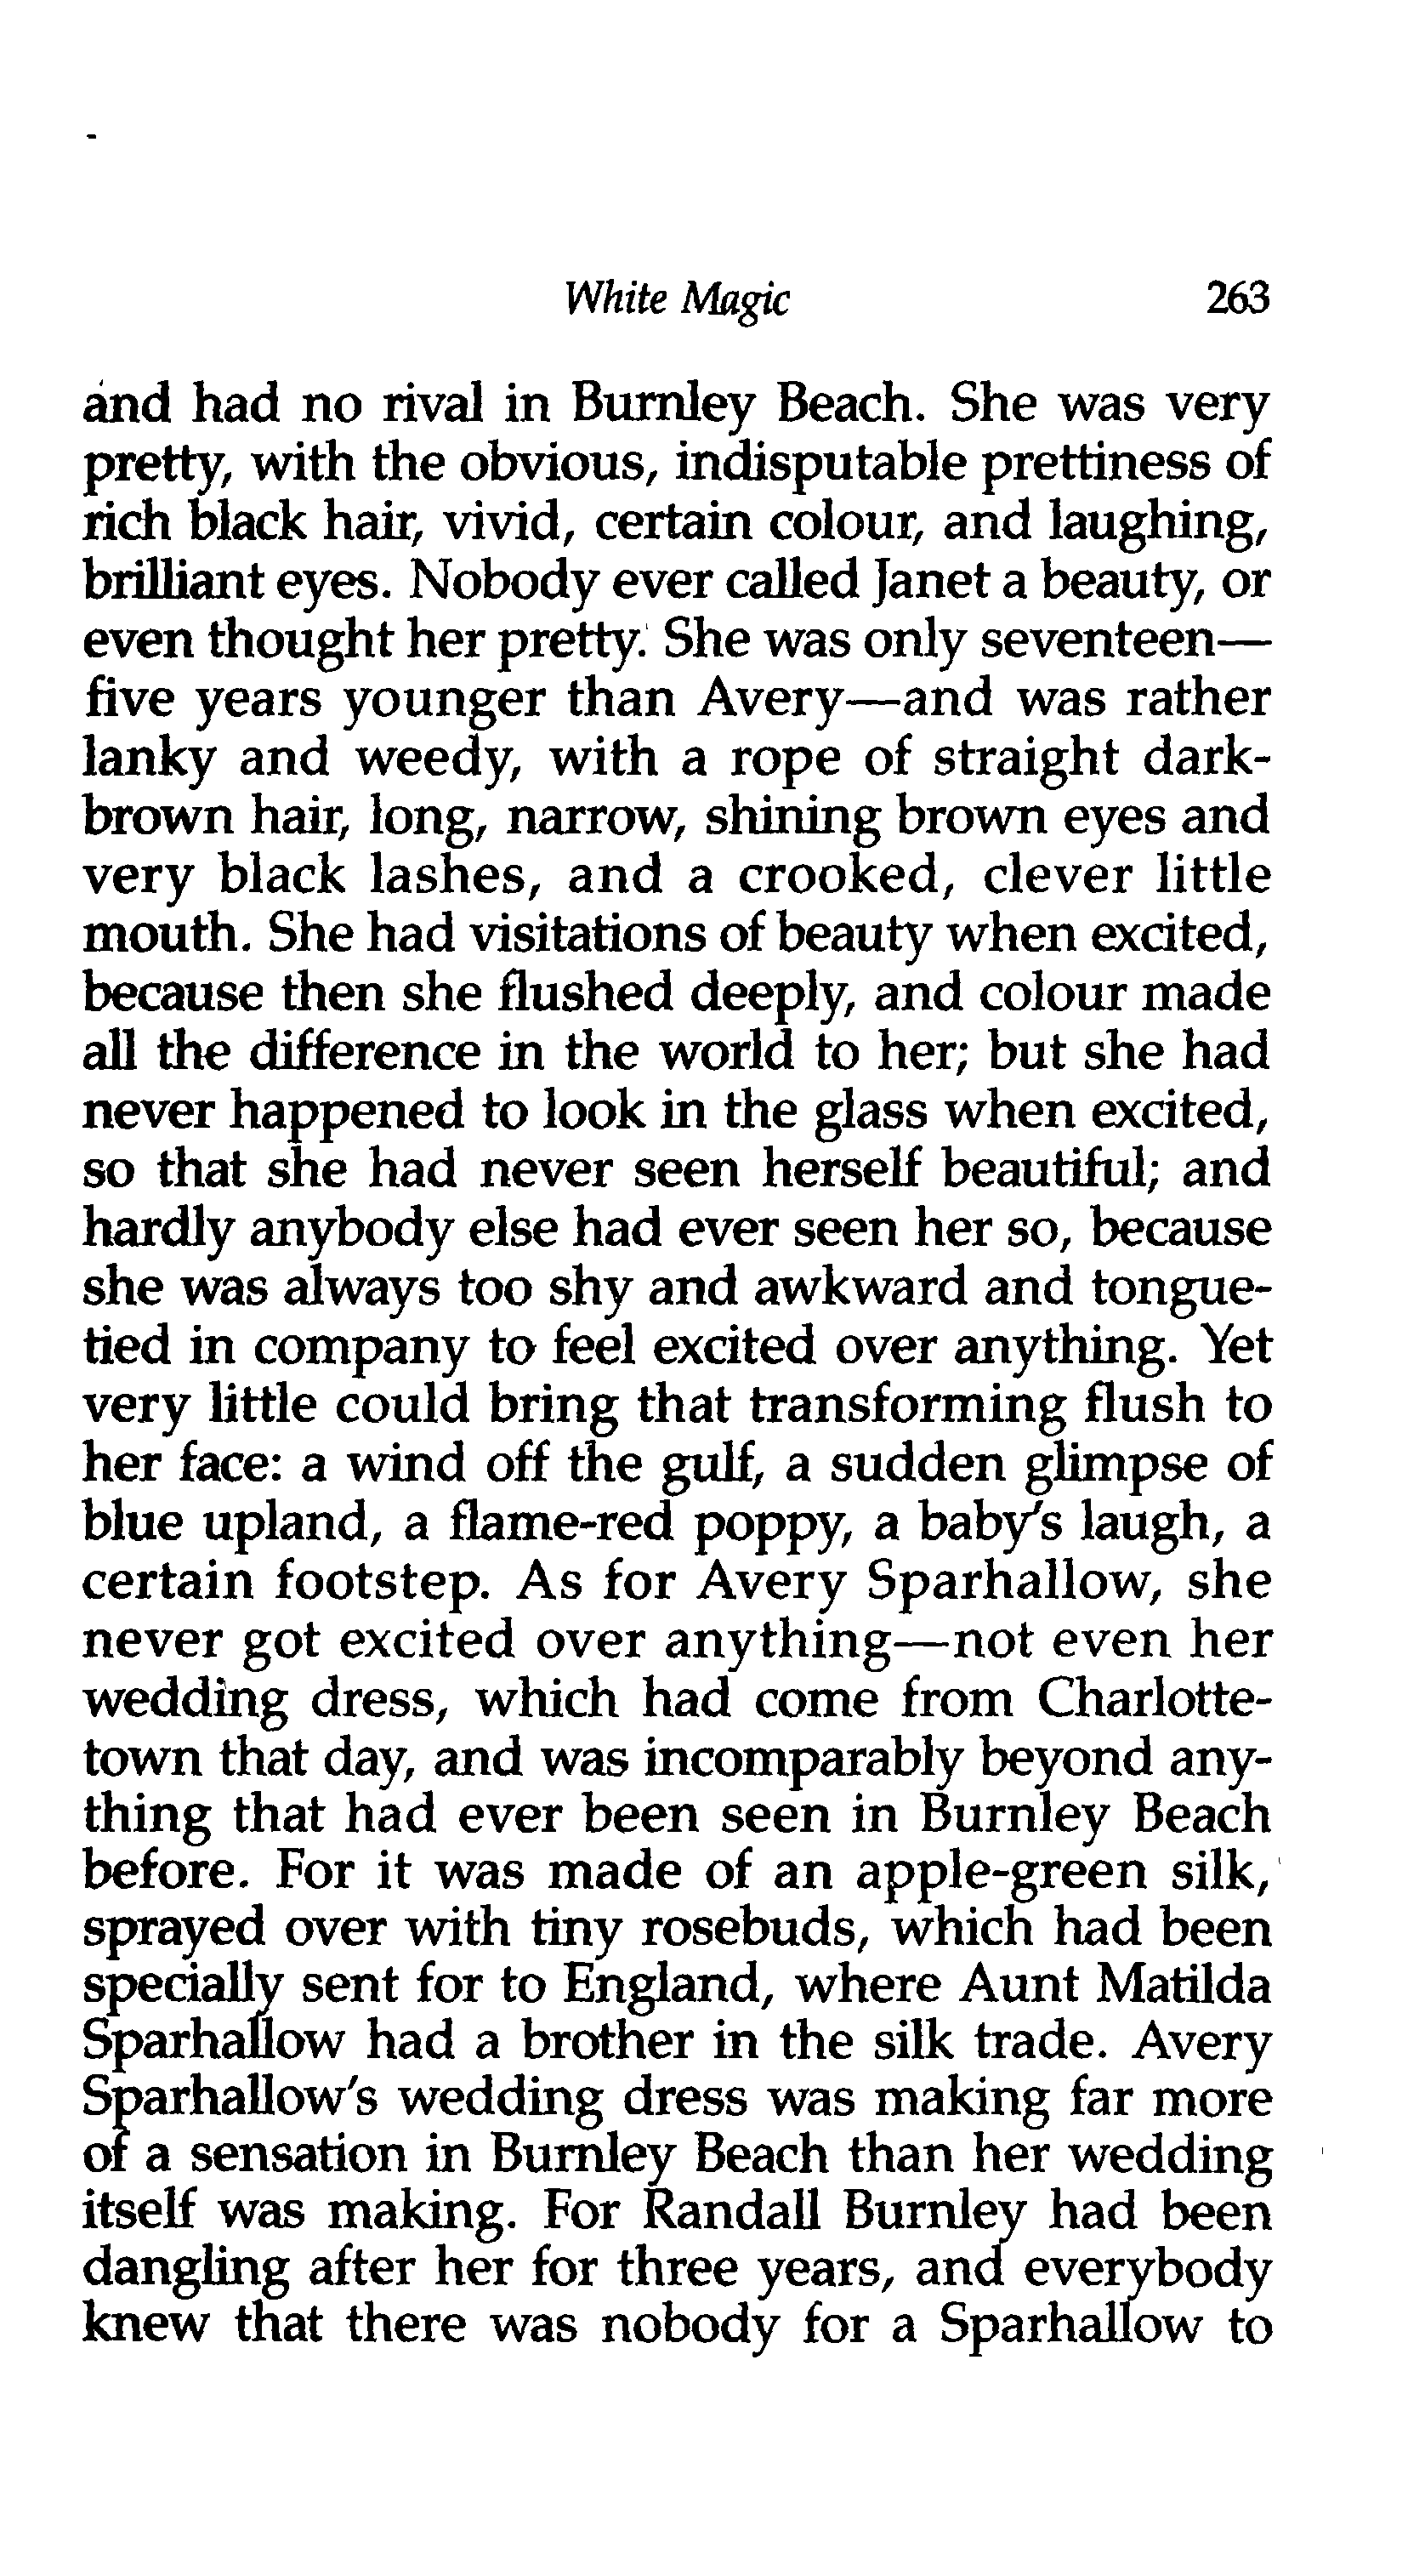 White Magic 263
and had no rival in Burnley Beach. She was very
pretty, with the obvious, indisputable prettiness of
rich black hair, vivid, certain colour, and laughing,
brilliant eyes. Nobody ever called Janet a beauty, or
even thought her pretty. She was only seventeen—
five years younger than Avery—and was rather
lanky and weedy, with a rope of straight dark-
brown hair, long, narrow, shining brown eyes and
very black lashes, and a crooked, clever little
mouth. She had visitations of beauty when excited,
because then she flushed deeply, and colour made
all the difference in the world to her; but she had
never happened to look in the glass when excited,
so that she had never seen herself beautiful; and
hardly anybody else had ever seen her so, because
she was always too shy and awkward and tongue-
tied in company to feel excited over anything. Yet
very little could bring that transforming flush to
her face: a wind off the gulf, a sudden glimpse of
blue upland, a flame-red poppy, a baby's laugh, a
certain footstep. As for Avery Sparhallow, she
never got excited over anything—not even her
wedding dress, which had come from Charlotte-
town that day, and was incomparably beyond any-
thing that had ever been seen in Burnley Beach
before. For it was made of an apple-green silk,
sprayed over with tiny rosebuds, which had been
specially sent for to England, where Aunt Matilda
Sparhallow had a brother in the silk trade. Avery
Sparhallow's wedding dress was making far more
of a sensation in Burnley Beach than her wedding
itself was making. For Randall Burnley had been
dangling after her for three years, and everybody
knew that there was nobody for a Sparhallow to